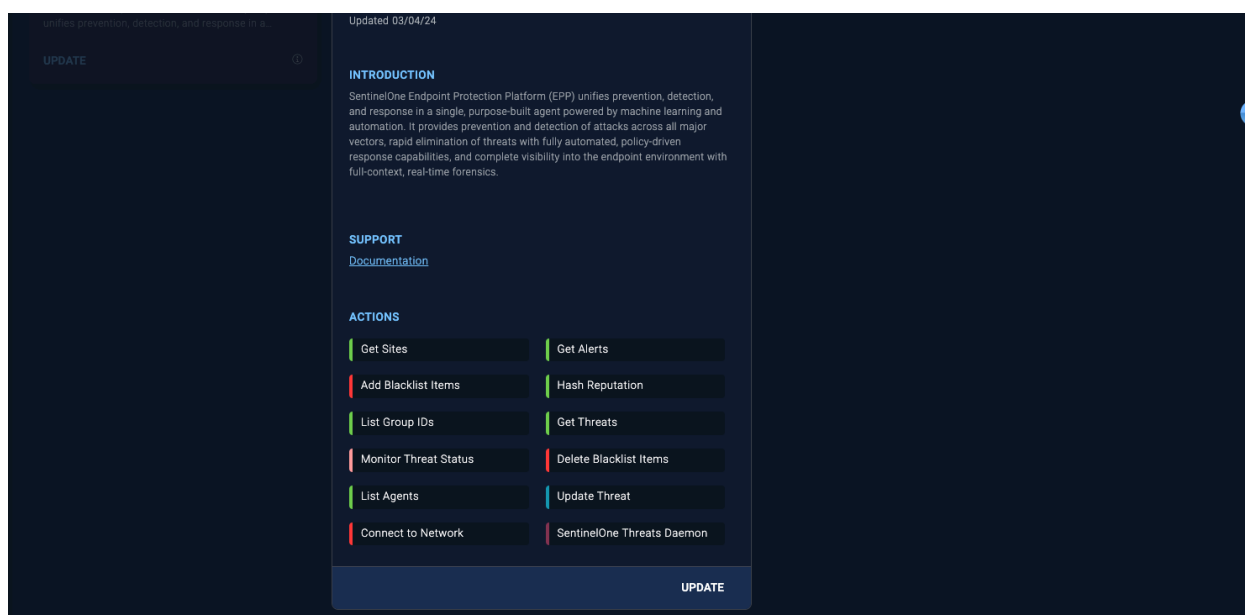 unifies prevention, detection, and response in a...
UPDATE
Updated 03/04/24
INTRODUCTION
SentinelOne Endpoint Protection Platform (EPP) unifies prevention, detection,
and response in a single, purpose-built agent powered by machine learning and
automation. It provides prevention and detection of attacks across all major
vectors, rapid elimination of threats with fully automated, policy-driven
response capabilities, and complete visibility into the endpoint environment with
full-context, real-time forensics.
SUPPORT
Documentation
ACTIONS
Get Sites
Get Alerts
Add Blacklist Items
Hash Reputation
List Group IDs
Get Threats
Monitor Threat Status
Delete Blacklist Items
List Agents
Update Threat
Connect to Network
SentinelOne Threats Daemon
UPDATE